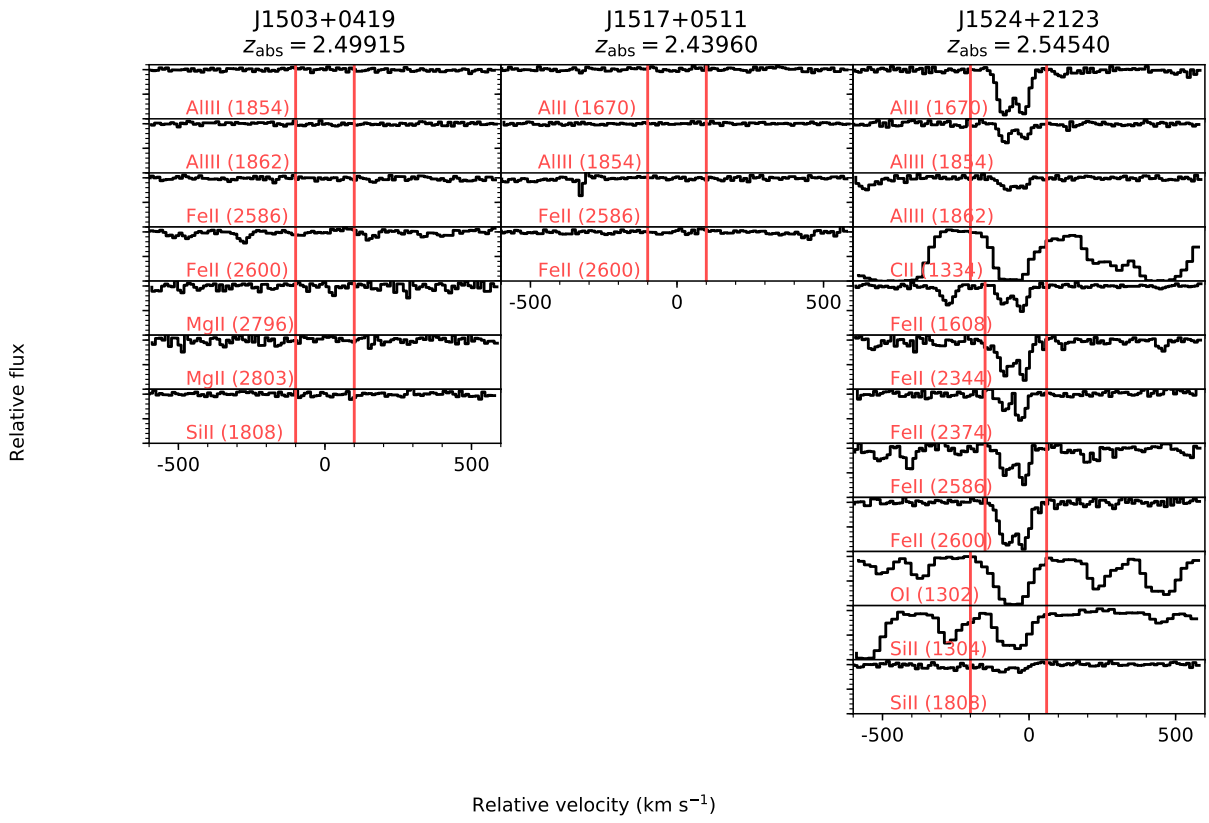 J1503+0419
z_abs = 2.49915
AlIII (1854)
AlIII (1862)
FeII (2586)
FeII (2600)
MgII (2796)
MgII (2803)
SiII (1808)
-500 0 500
J1517+0511
z_abs = 2.43960
AlII (1670)
AlIII (1854)
FeII (2586)
FeII (2600)
-500 0 500
J1524+2123
z_abs = 2.54540
AlII (1670)
AlIII (1854)
AlIII (1862)
CII (1334)
FeII (1608)
FeII (2344)
FeII (2374)
FeII (2586)
FeII (2600)
OI (1302)
SiII (1304)
SiII (1808)
-500 0 500
Relative flux
Relative velocity (km s⁻¹)